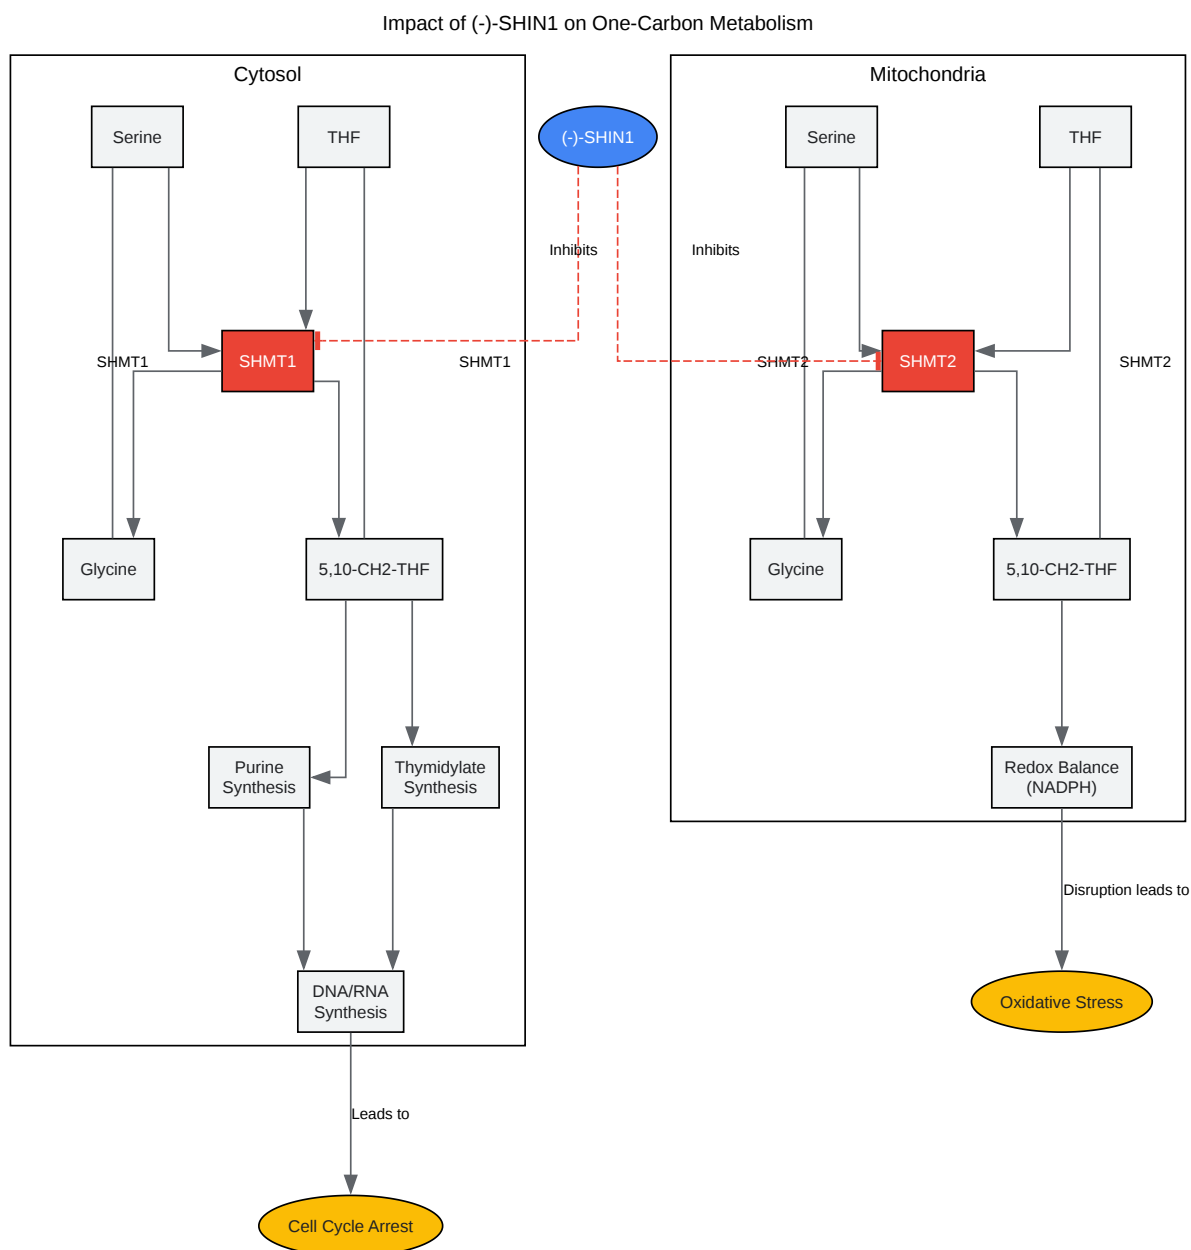 Impact of (-)-SHIN1 on One-Carbon Metabolism
Cytosol
Mitochondria
Serine
THF
(-)-SHIN1
Serine
THF
Inhibits
Inhibits
SHMT1
SHMT1
SHMT1
SHMT2
SHMT2
SHMT2
Glycine
5,10-CH2-THF
Glycine
5,10-CH2-THF
Purine
Synthesis
Thymidylate
Synthesis
Redox Balance
(NADPH)
Disruption leads to
DNA/RNA
Synthesis
Oxidative Stress
Leads to
Cell Cycle Arrest